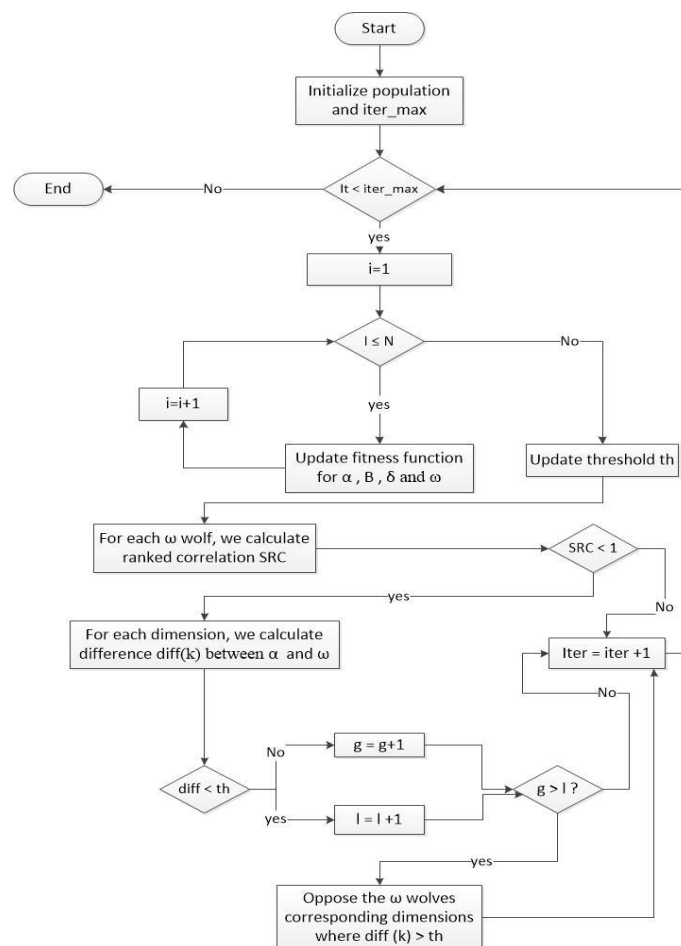 Start
Initialize population
and iter_max
It < iter_max
No
End
yes
i=1
I ≤ N
No
i=i+1
yes
Update fitness function
for α , B , δ and ω
Update threshold th
For each ω wolf, we calculate
ranked correlation SRC
SRC < 1
yes
No
For each dimension, we calculate
difference diff(k) between α and ω
Iter = iter +1
No
No
g = g+1
diff < th
g > l ?
yes
l = l +1
yes
Oppose the ω wolves
corresponding dimensions
where diff (k) > th